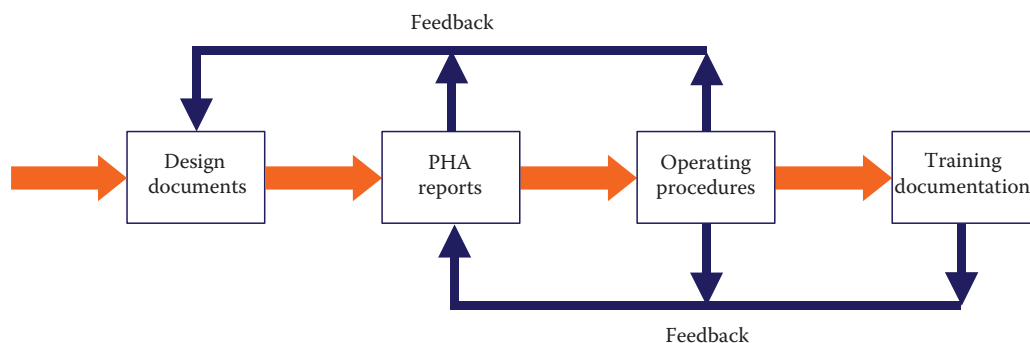 Feedback
Design
documents
PHA
reports
Operating
procedures
Training
documentation
Feedback